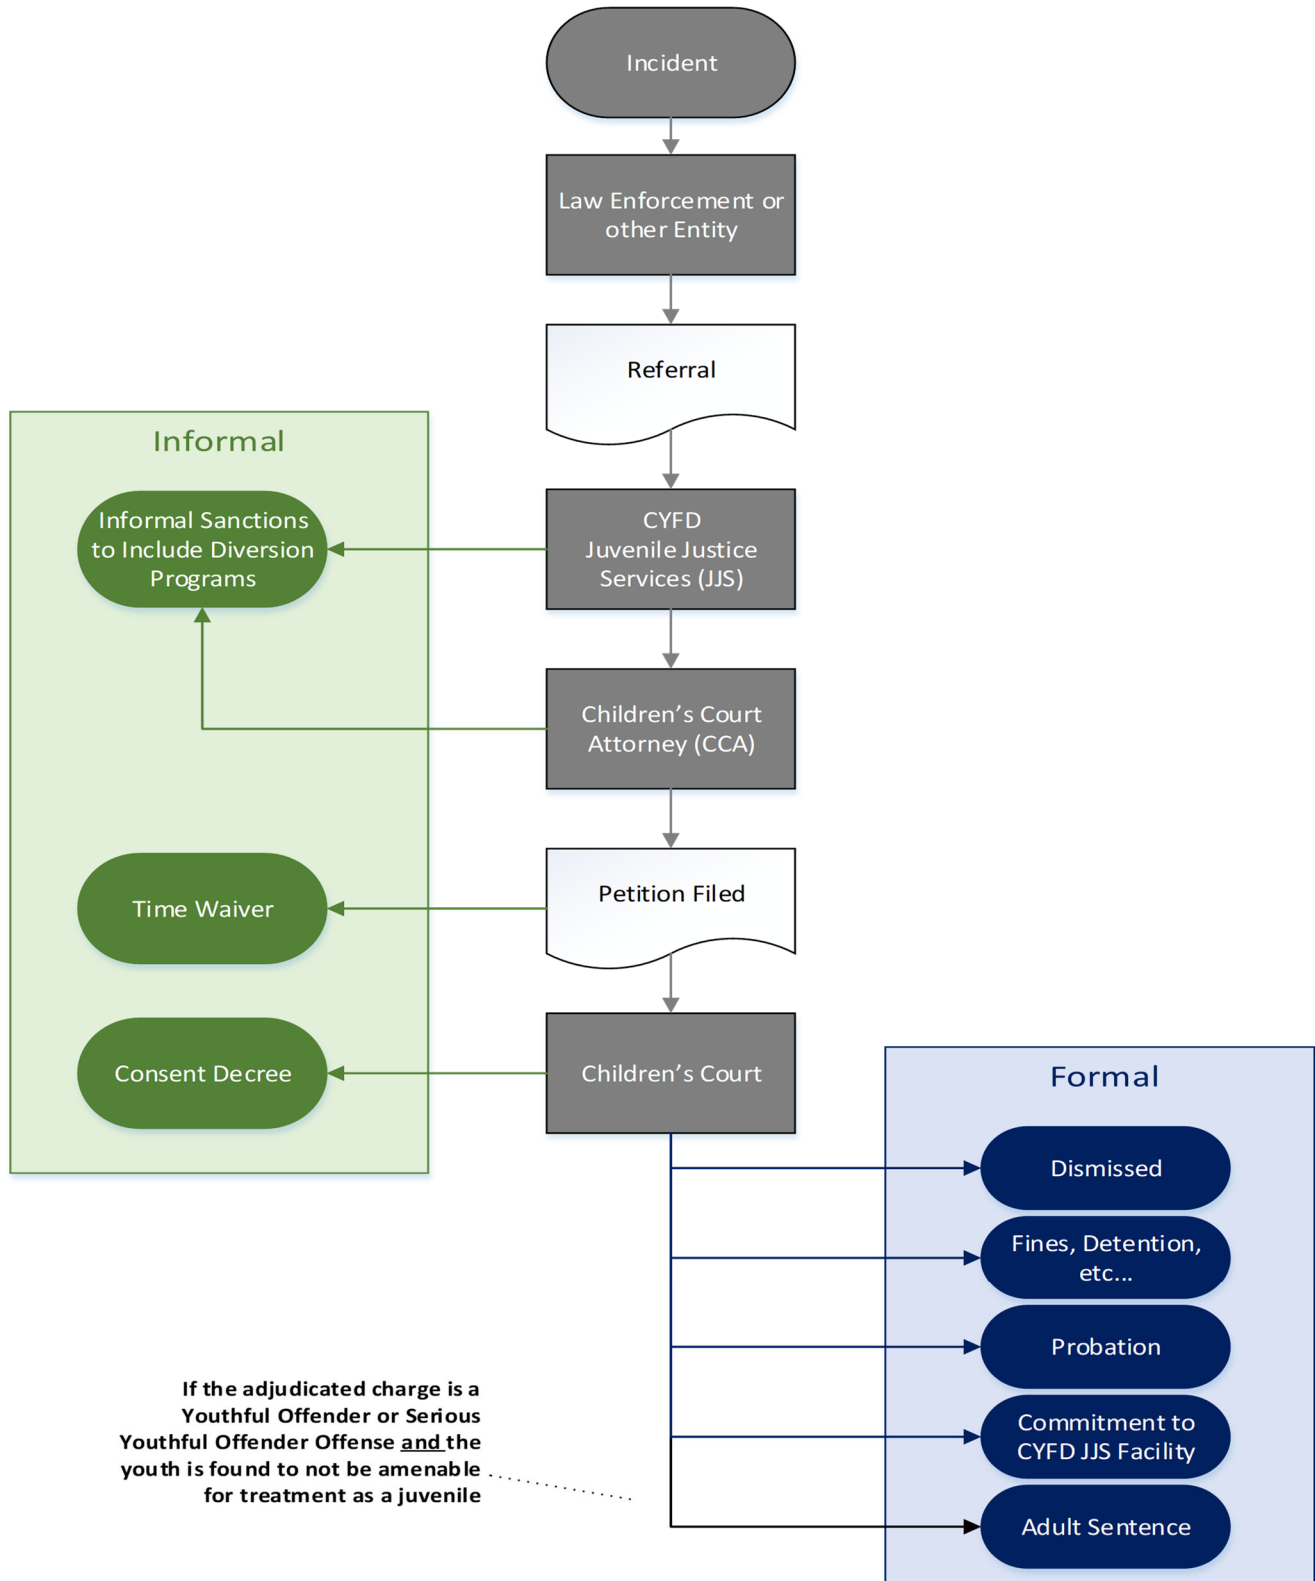 Incident
Law Enforcement or
other Entity
Referral
Informal
Informal Sanctions
to Include Diversion
Programs
CYFD
Juvenile Justice
Services (JJS)
Children’s Court
Attorney (CCA)
Time Waiver
Petition Filed
Consent Decree
Children’s Court
Formal
Dismissed
Fines, Detention,
etc...
Probation
If the adjudicated charge is a
Youthful Offender or Serious
Youthful Offender Offense and the
youth is found to not be amenable
for treatment as a juvenile
Commitment to
CYFD JJS Facility
Adult Sentence